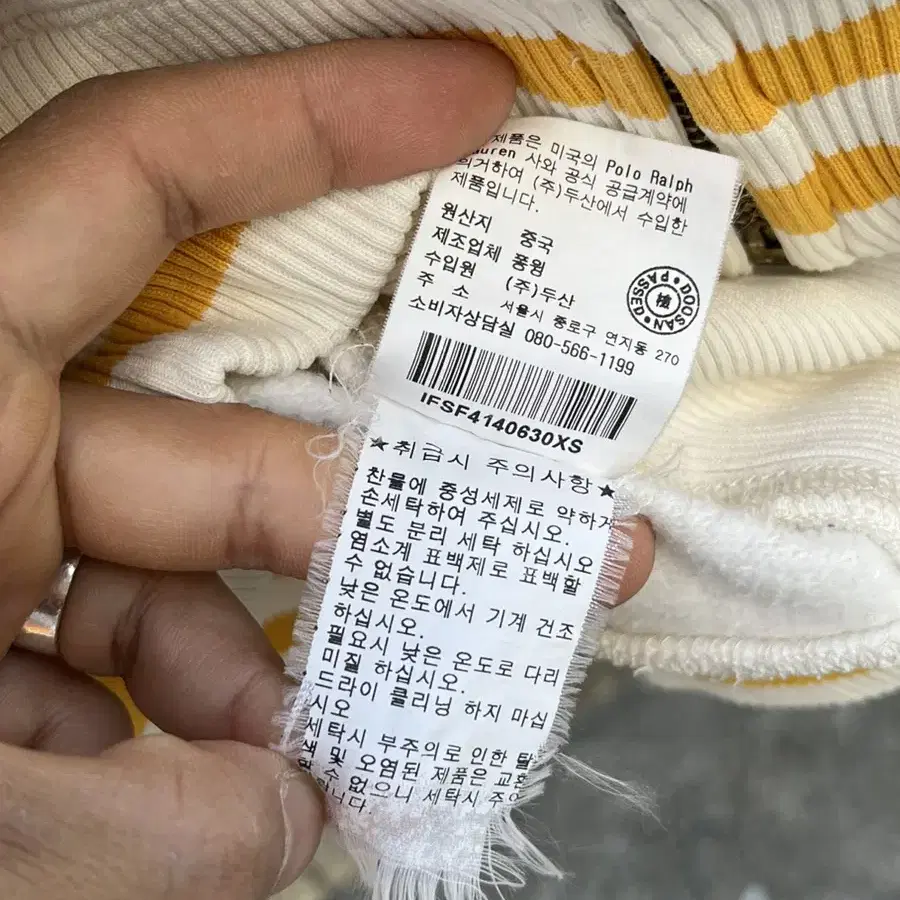 제품은 미국의 Polo Ralph
Lauren 사와 공식 공급계약에
의거하여 (주)두산에서 수입한
제품입니다.
원산지 중국
제조업체 풍윙
수입원 (주)두산
주 소 서울시 종로구 연지동 270
소비자상담실 080-566-1199
DOOSAN PASSED
IFSF4140630XS
★취급시 주의사항★
찬물에 중성세제로 약하게
손세탁하여 주십시오.
별도 분리 세탁 하십시오
염소계 표백제로 표백할
수 없습니다.
낮은 온도에서 기계 건조
하십시오.
필요시 낮은 온도로 다리
미질 하십시오.
드라이 클리닝 하지 마십
시오
세탁시 부주의로 인한
및 오염된 제품은 교환
수 없으니 세탁시